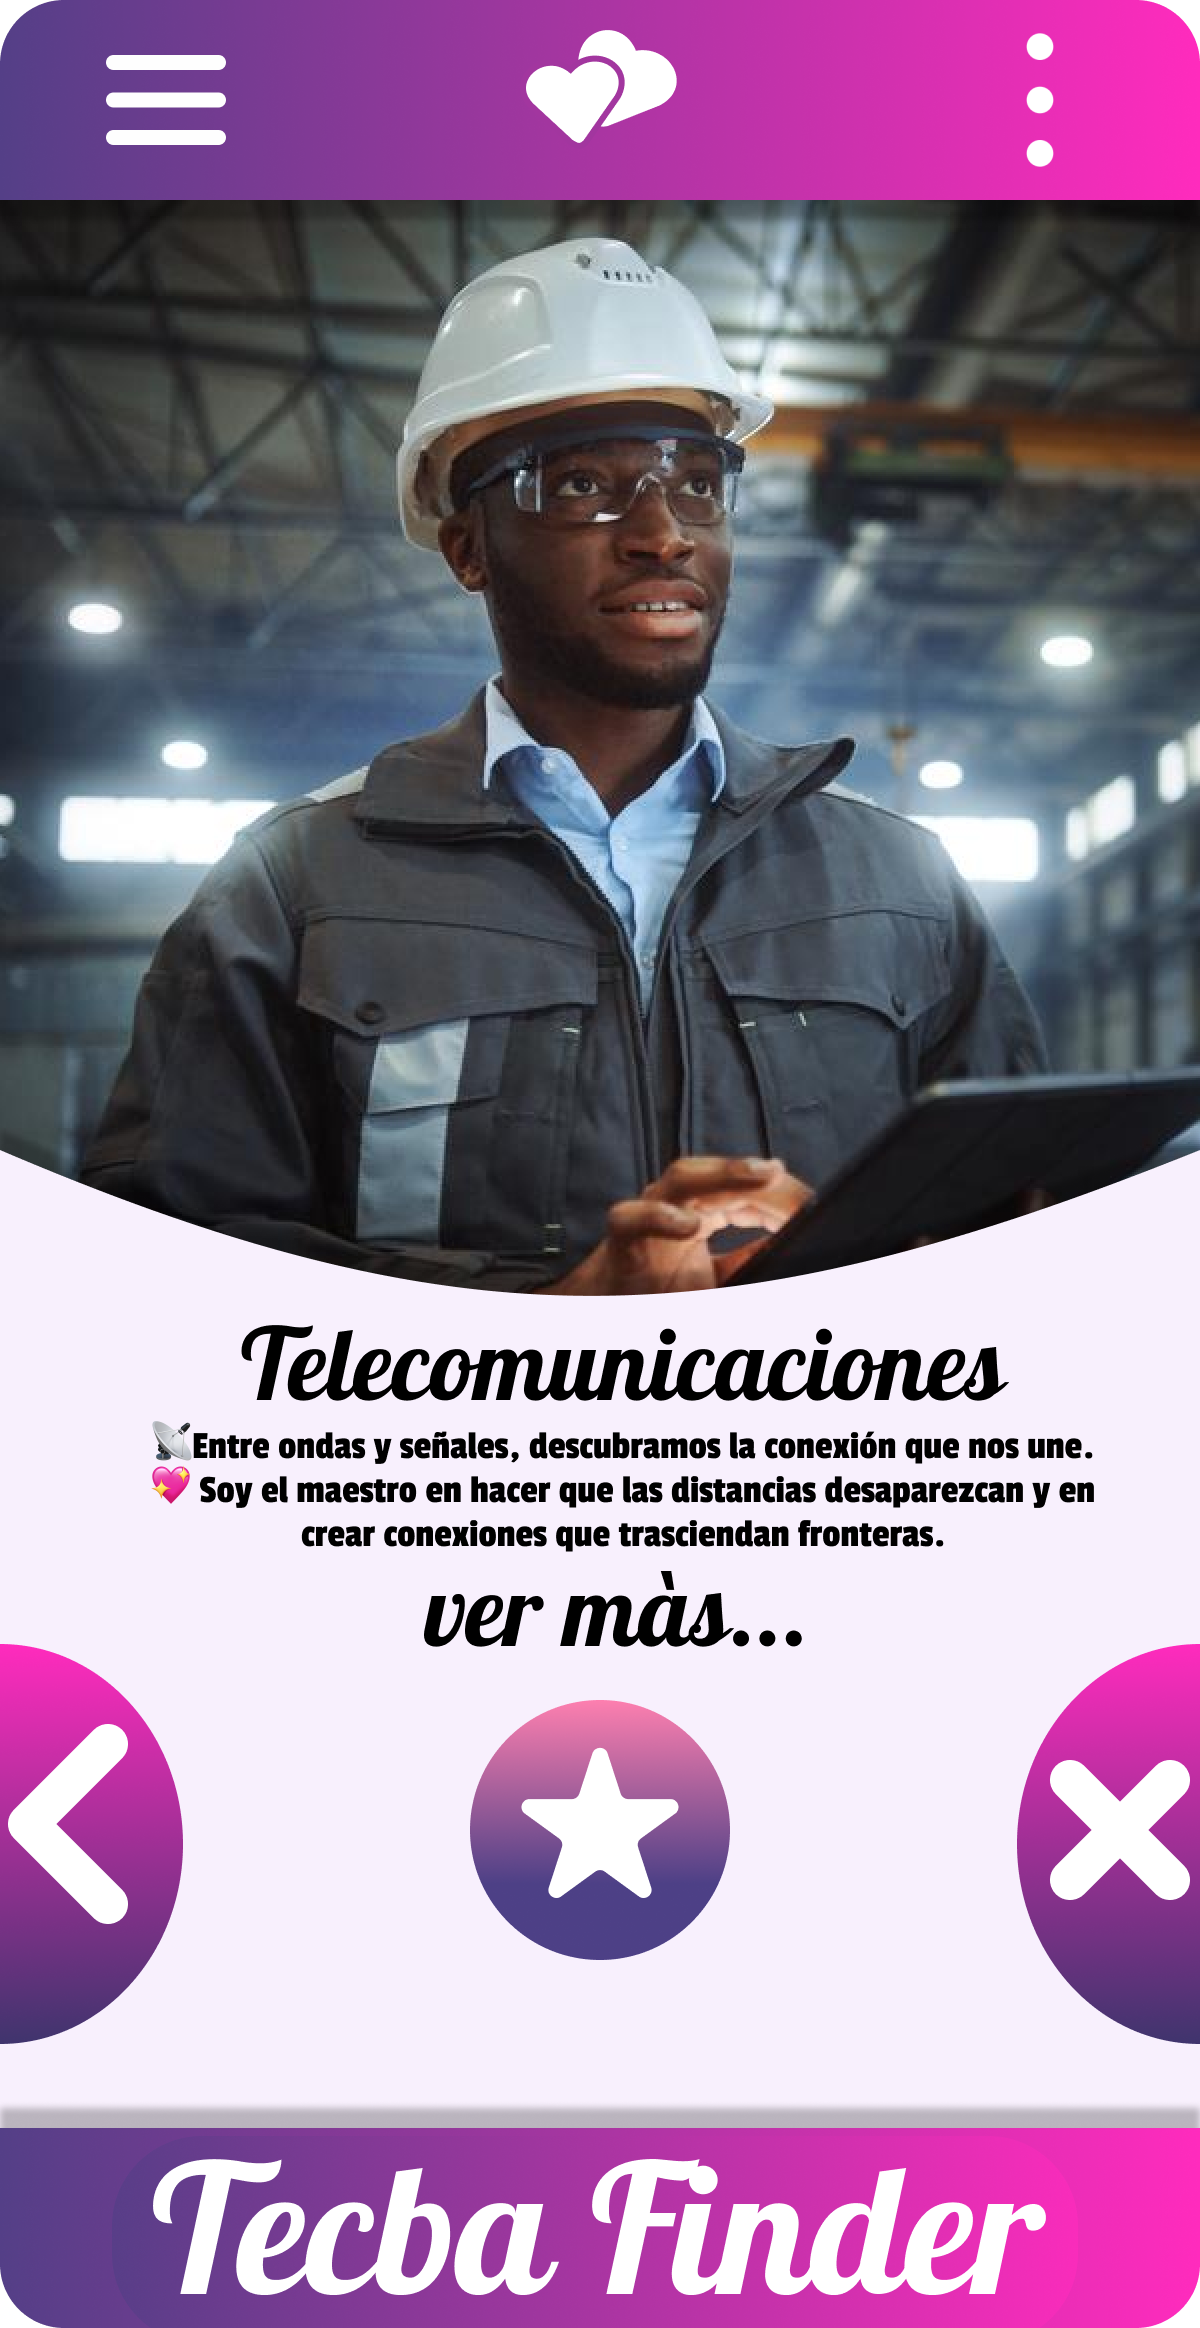 Telecomunicaciones
📡Entre ondas y señales, descubramos la conexión que nos une.
💖 Soy el maestro en hacer que las distancias desaparezcan y en
crear conexiones que trasciendan fronteras.
ver màs...
Tecba Finder